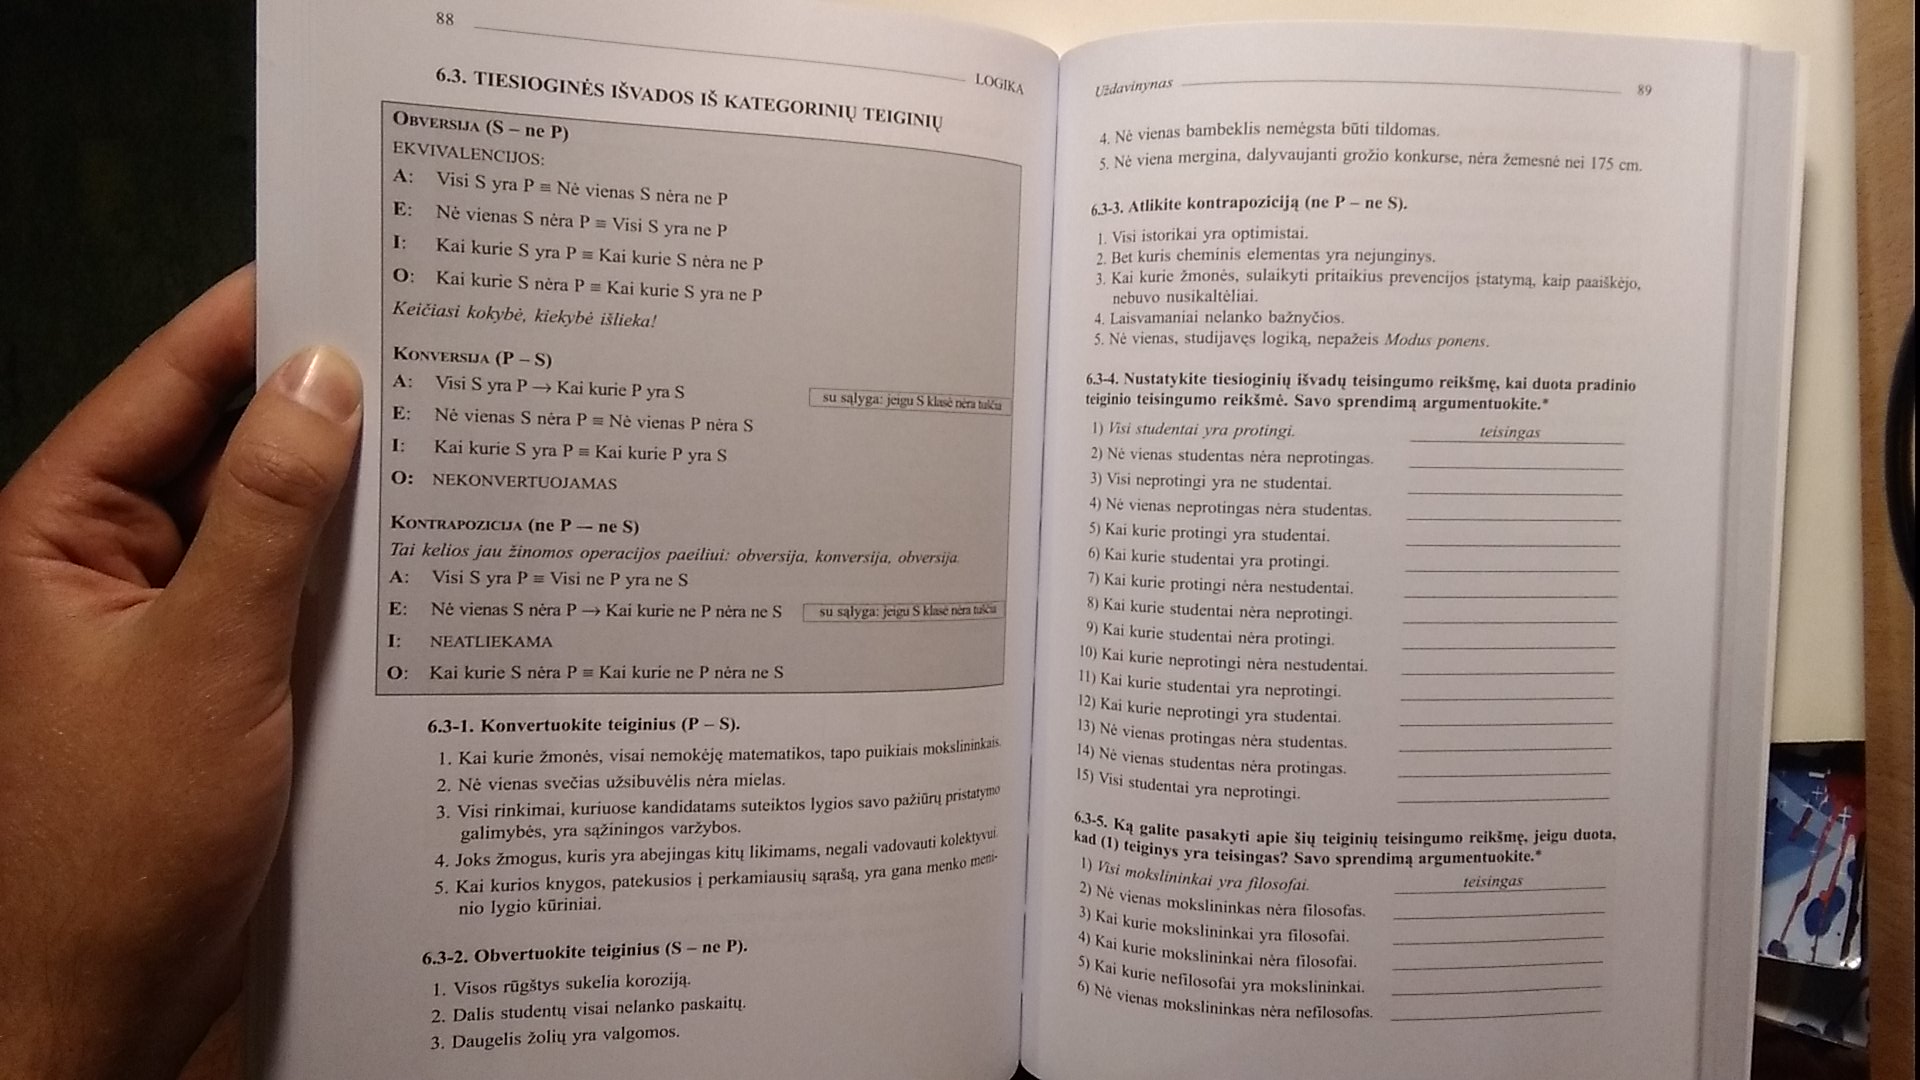 88
LOGIKA
6.3. TIESIOGINĖS IŠVADOS IŠ KATEGORINIŲ TEIGINIŲ
OBVERSIJA (S – ne P)
EKVIVALENCIJOS:
A: Visi S yra P ≡ Nė vienas S nėra ne P
E: Nė vienas S nėra P ≡ Visi S yra ne P
I: Kai kurie S yra P ≡ Kai kurie S nėra ne P
O: Kai kurie S nėra P ≡ Kai kurie S yra ne P
Keičiasi kokybė, kiekybė išlieka!
KONVERSIJA (P – S)
A: Visi S yra P → Kai kurie P yra S su sąlyga: jeigu S klasė nėra tuščia
E: Nė vienas S nėra P ≡ Nė vienas P nėra S
I: Kai kurie S yra P ≡ Kai kurie P yra S
O: NEKONVERTUOJAMAS
KONTRAPOZICIJA (ne P — ne S)
Tai kelios jau žinomos operacijos paeiliui: obversija, konversija, obversija.
A: Visi S yra P ≡ Visi ne P yra ne S
E: Nė vienas S nėra P → Kai kurie ne P nėra ne S su sąlyga: jeigu S klasė nėra tuščia
I: NEATLIEKAMA
O: Kai kurie S nėra P ≡ Kai kurie ne P nėra ne S
6.3-1. Konvertuokite teiginius (P – S).
1. Kai kurie žmonės, visai nemokėję matematikos, tapo puikiais mokslininkais.
2. Nė vienas svečias užsibuvėlis nėra mielas.
3. Visi rinkimai, kuriuose kandidatams suteiktos lygios savo pažiūrų pristatymo
galimybės, yra sąžiningos varžybos.
4. Joks žmogus, kuris yra abejingas kitų likimams, negali vadovauti kolektyvui.
5. Kai kurios knygos, patekusios į perkamiausių sąrašą, yra gana menko meni-
nio lygio kūriniai.
6.3-2. Obvertuokite teiginius (S – ne P).
1. Visos rūgštys sukelia koroziją.
2. Dalis studentų visai nelanko paskaitų.
3. Daugelis žolių yra valgomos.
Uždavinynas
89
4. Nė vienas bambeklis nemėgsta būti tildomas.
5. Nė viena mergina, dalyvaujanti grožio konkurse, nėra žemesnė nei 175 cm.
6.3-3. Atlikite kontrapoziciją (ne P – ne S).
1. Visi istorikai yra optimistai.
2. Bet kuris cheminis elementas yra nejunginys.
3. Kai kurie žmonės, sulaikyti pritaikius prevencijos įstatymą, kaip paaiškėjo,
nebuvo nusikaltėliai.
4. Laisvamaniai nelanko bažnyčios.
5. Nė vienas, studijavęs logiką, nepažeis Modus ponens.
6.3-4. Nustatykite tiesioginių išvadų teisingumo reikšmę, kai duota pradinio
teiginio teisingumo reikšmė. Savo sprendimą argumentuokite.*
1) Visi studentai yra protingi. teisingas
2) Nė vienas studentas nėra neprotingas.
3) Visi neprotingi yra ne studentai.
4) Nė vienas neprotingas nėra studentas.
5) Kai kurie protingi yra studentai.
6) Kai kurie studentai yra protingi.
7) Kai kurie protingi nėra nestudentai.
8) Kai kurie studentai nėra neprotingi.
9) Kai kurie studentai nėra protingi.
10) Kai kurie neprotingi nėra nestudentai.
11) Kai kurie studentai yra neprotingi.
12) Kai kurie neprotingi yra studentai.
13) Nė vienas protingas nėra studentas.
14) Nė vienas studentas nėra protingas.
15) Visi studentai yra neprotingi.
6.3-5. Ką galite pasakyti apie šių teiginių teisingumo reikšmę, jeigu duota,
kad (1) teiginys yra teisingas? Savo sprendimą argumentuokite.*
1) Visi mokslininkai yra filosofai. teisingas
2) Nė vienas mokslininkas nėra filosofas.
3) Kai kurie mokslininkai yra filosofai.
4) Kai kurie mokslininkai nėra filosofai.
5) Kai kurie nefilosofai yra mokslininkai.
6) Nė vienas mokslininkas nėra nefilosofas.